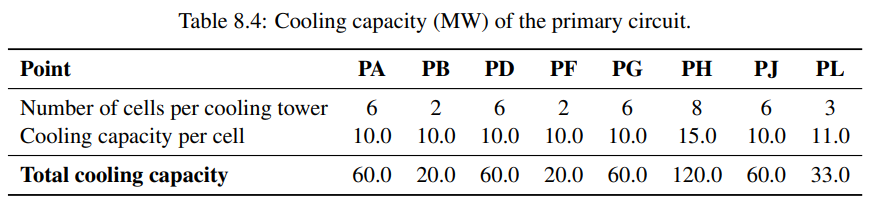 Table 8.4: Cooling capacity (MW) of the primary circuit.
Point PA PB PD PF PG PH PJ PL
Number of cells per cooling tower 6 2 6 2 6 8 6 3
Cooling capacity per cell 10.0 10.0 10.0 10.0 10.0 15.0 10.0 11.0
Total cooling capacity 60.0 20.0 60.0 20.0 60.0 120.0 60.0 33.0